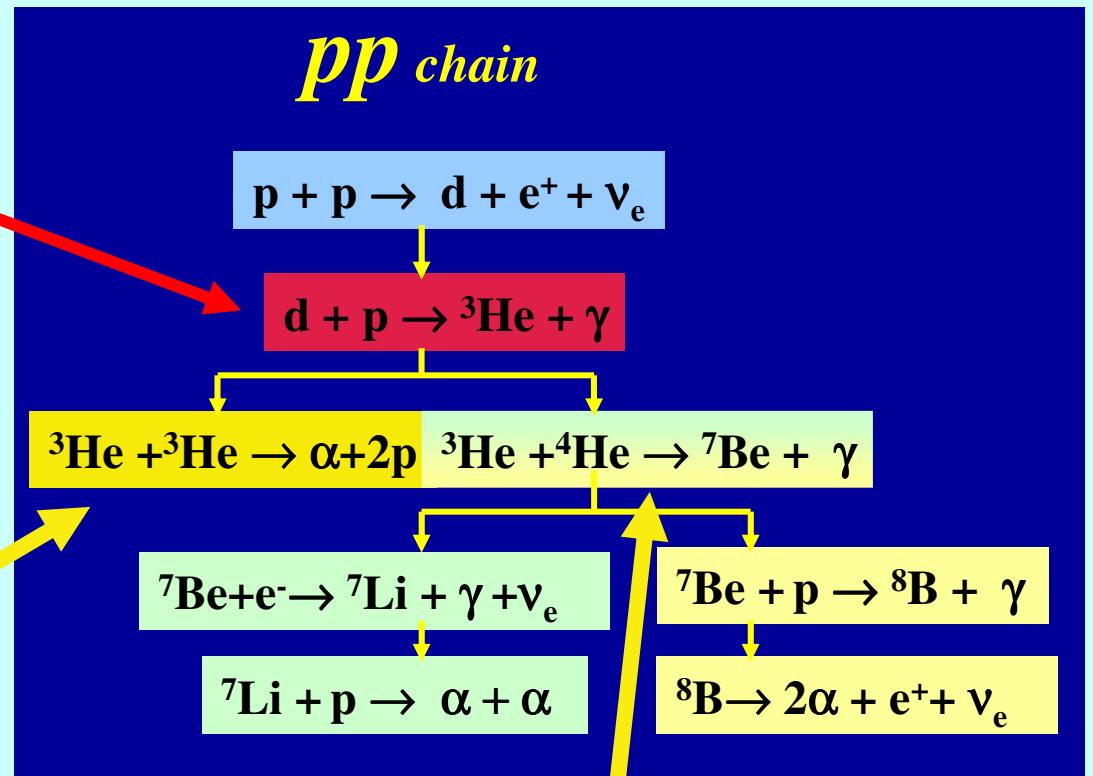 pp chain
p + p → d + e⁺ + νₑ
d + p → ³He + γ
³He +³He → α+2p
³He +⁴He → ⁷Be + γ
⁷Be+e⁻→ ⁷Li + γ +νₑ
⁷Be + p → ⁸B + γ
⁷Li + p → α + α
⁸B→ 2α + e⁺+ νₑ